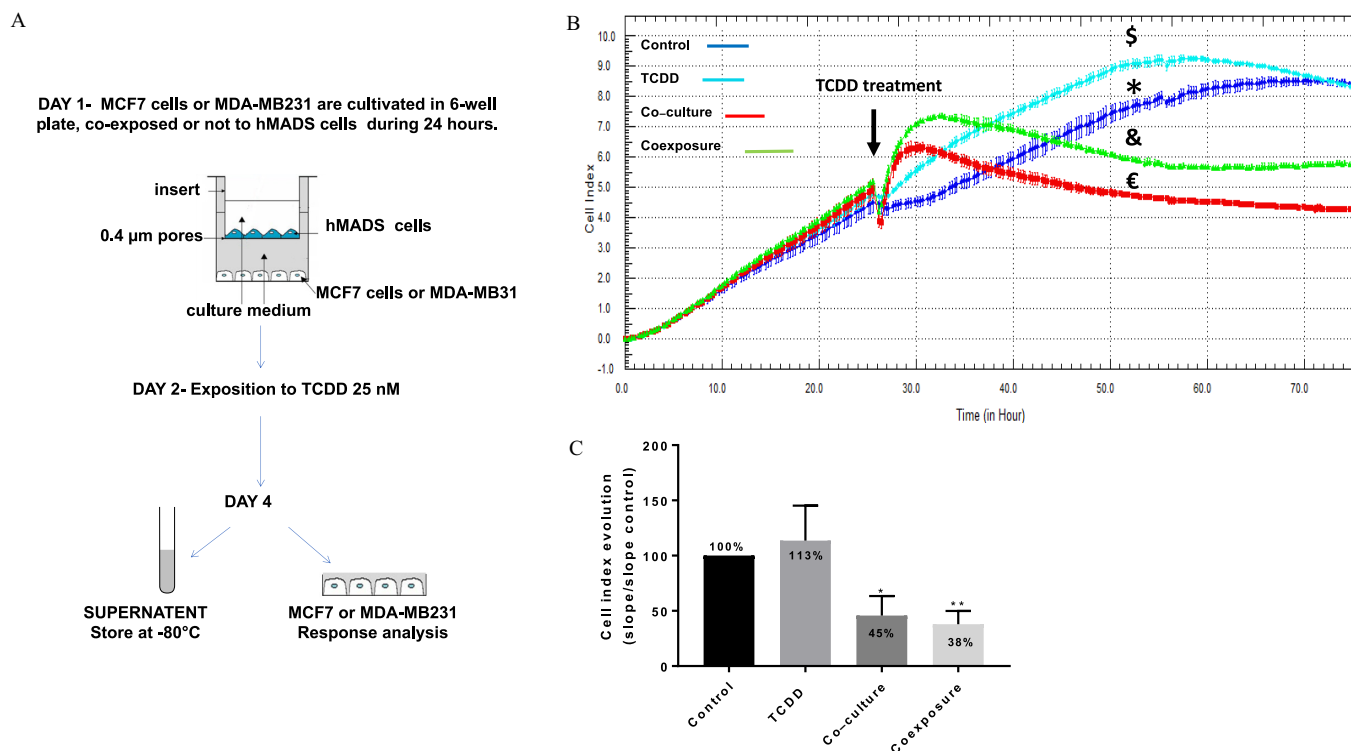 A
DAY 1- MCF7 cells or MDA-MB231 are cultivated in 6-well
plate, co-exposed or not to hMADS cells during 24 hours.
insert
hMADS cells
0.4 µm pores
MCF7 cells or MDA-MB31
culture medium
DAY 2- Exposition to TCDD 25 nM
DAY 4
SUPERNATENT
Store at -80°C
MCF7 or MDA-MB231
Response analysis
B
Control
TCDD
Co-culture
Coexposure
TCDD treatment
$
*
&
€
Cell Index
10.0
9.0
8.0
7.0
6.0
5.0
4.0
3.0
2.0
1.0
0.0
-1.0
0.0 10.0 20.0 30.0 40.0 50.0 60.0 70.0
Time (in Hour)
C
Cell index evolution
(slope/slope control)
200
150
100
50
0
100%
113%
*
45%
**
38%
Control
TCDD
Co-culture
Coexposure